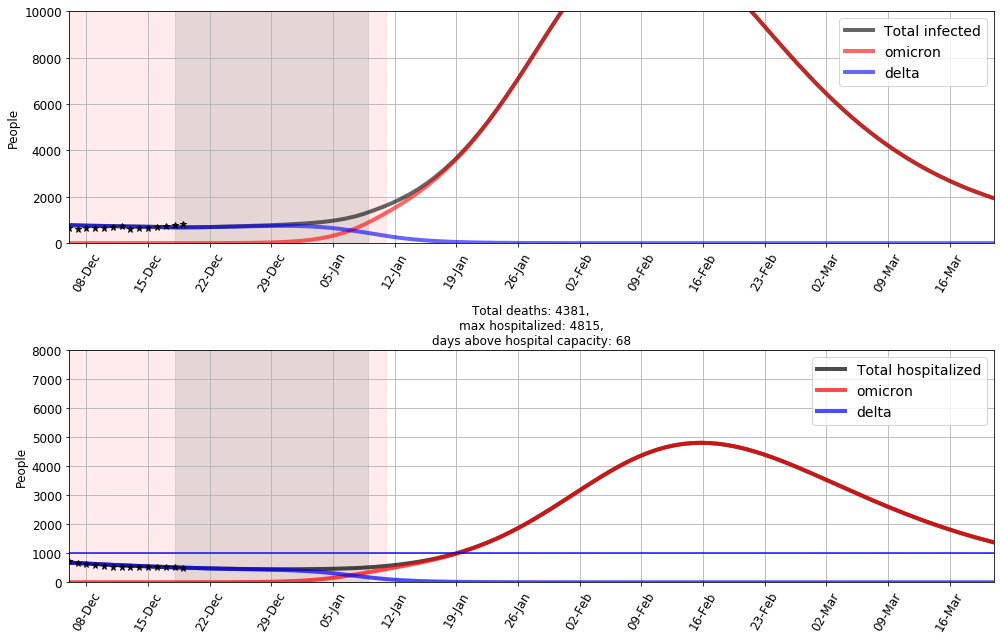 10000
8000
6000
4000
2000
0
People
Total infected
omicron
delta
08-Dec
15-Dec
22-Dec
29-Dec
05-Jan
12-Jan
19-Jan
26-Jan
02-Feb
09-Feb
16-Feb
23-Feb
02-Mar
09-Mar
16-Mar
Total deaths: 4381,
max hospitalized: 4815,
days above hospital capacity: 68
8000
7000
6000
5000
4000
3000
2000
1000
0
People
Total hospitalized
omicron
delta
08-Dec
15-Dec
22-Dec
29-Dec
05-Jan
12-Jan
19-Jan
26-Jan
02-Feb
09-Feb
16-Feb
23-Feb
02-Mar
09-Mar
16-Mar